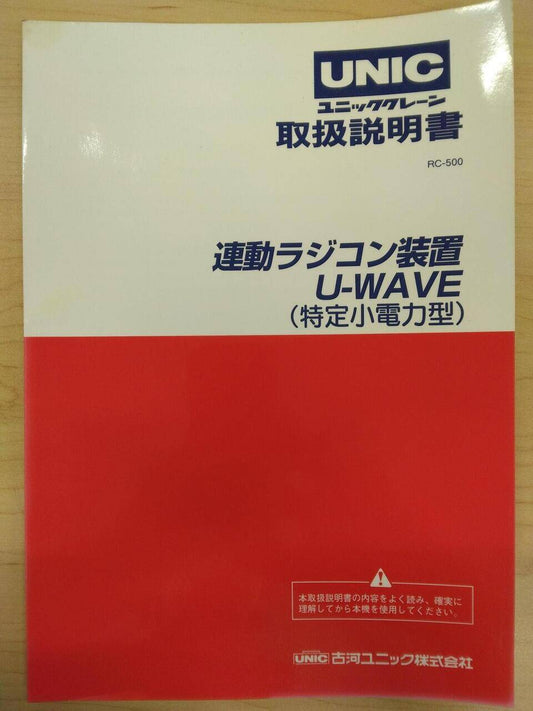 UNIC
ユニッククレーン
取扱説明書
RC-500
連動ラジコン装置
U-WAVE
(特定小電力型)
本取扱説明書の内容をよく読み、確実に
理解してから本機を使用してください。
UNIC 古河ユニック株式会社